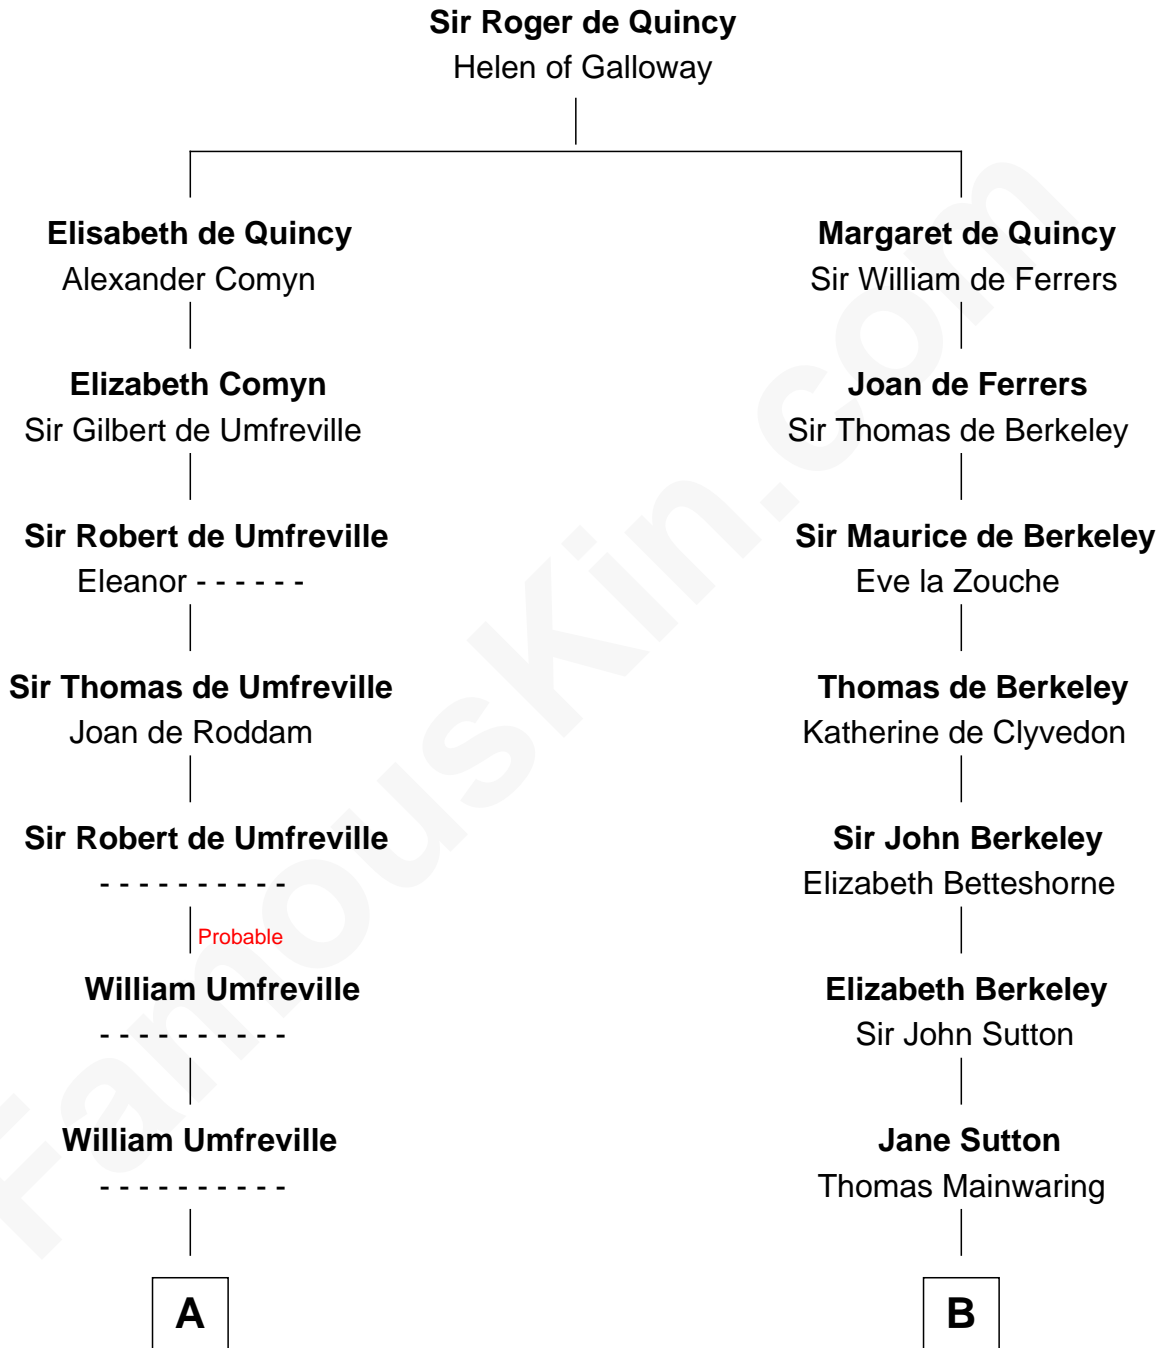 Sir Roger de Quincy
Helen of Galloway
Elisabeth de Quincy
Alexander Comyn
Margaret de Quincy
Sir William de Ferrers
Elizabeth Comyn
Sir Gilbert de Umfreville
Joan de Ferrers
Sir Thomas de Berkeley
Sir Robert de Umfreville
Eleanor - - - - - -
Sir Maurice de Berkeley
Eve la Zouche
Sir Thomas de Umfreville
Joan de Roddam
Thomas de Berkeley
Katherine de Clyvedon
Sir Robert de Umfreville
- - - - - - - - - -
Sir John Berkeley
Elizabeth Betteshorne
Probable
William Umfreville
- - - - - - - - - -
Elizabeth Berkeley
Sir John Sutton
William Umfreville
- - - - - - - - - -
Jane Sutton
Thomas Mainwaring
A
B
FamousKin.com